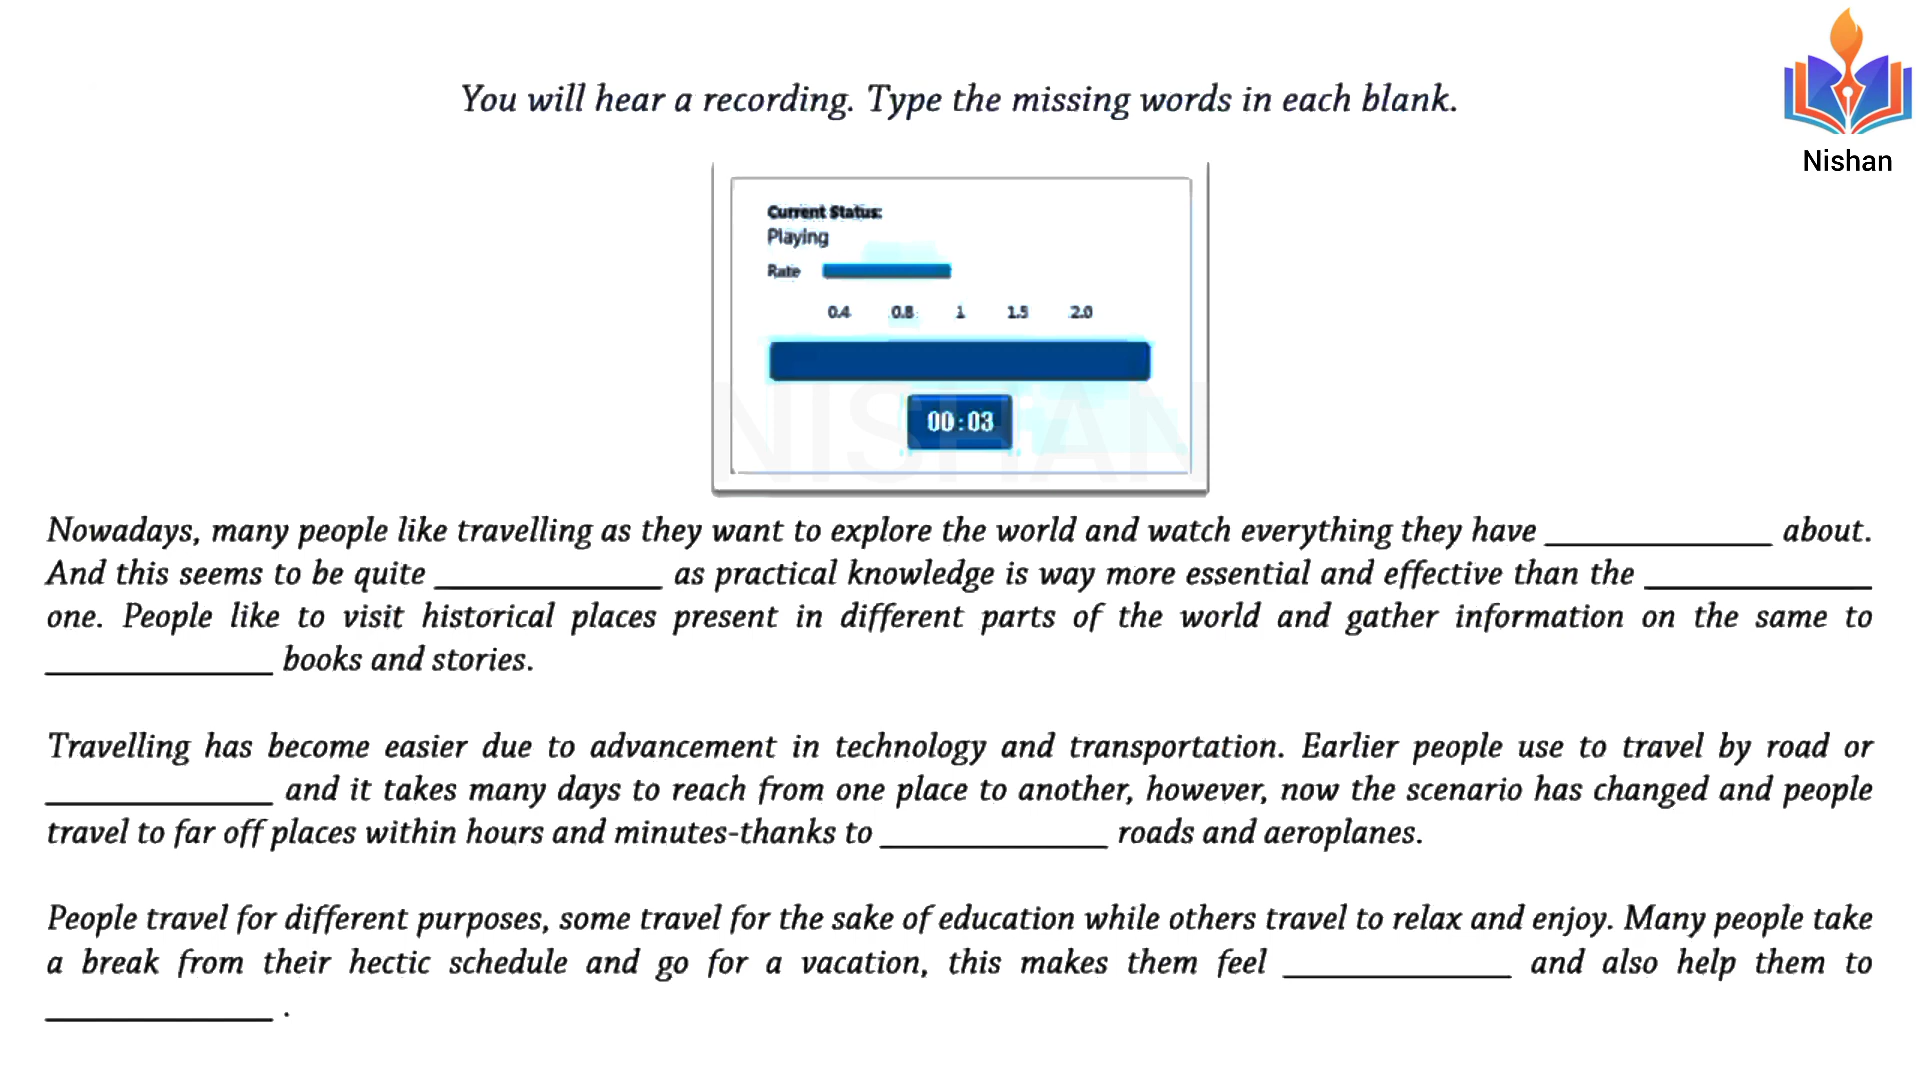 You will hear a recording. Type the missing words in each blank.
Nishan
Current Status:
Playing
Rate
0.4 0.8 1 1.5 2.0
00:03
NISHAN
Nowadays, many people like travelling as they want to explore the world and watch everything they have ______________ about.
And this seems to be quite ______________ as practical knowledge is way more essential and effective than the ______________
one. People like to visit historical places present in different parts of the world and gather information on the same to
______________ books and stories.
Travelling has become easier due to advancement in technology and transportation. Earlier people use to travel by road or
______________ and it takes many days to reach from one place to another, however, now the scenario has changed and people
travel to far off places within hours and minutes-thanks to ______________ roads and aeroplanes.
People travel for different purposes, some travel for the sake of education while others travel to relax and enjoy. Many people take
a break from their hectic schedule and go for a vacation, this makes them feel ______________ and also help them to
______________ .